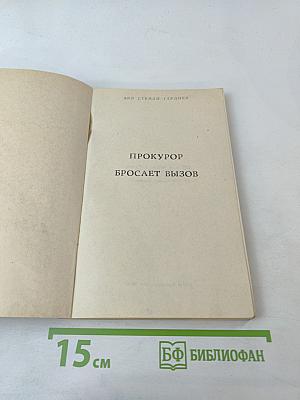 ЭРЛ СТЕНЛИ ГАРДНЕР
ПРОКУРОР
БРОСАЕТ ВЫЗОВ
15 см
БФ БИБЛИОФАН